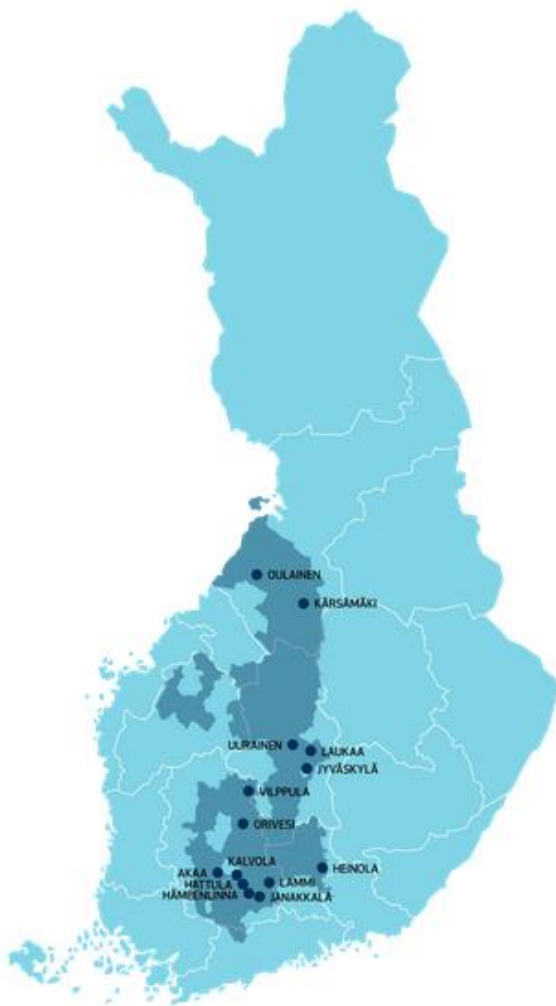 OULAINEN
KÄRSÄMÄKI
UURAINEN
LAUKAA
JYVÄSKYLÄ
VILPPULA
ORIVESI
KALVOLA
AKAA
HEINOLA
HATTULA
LAMMI
HÄMEENLINNA
JANAKKALA